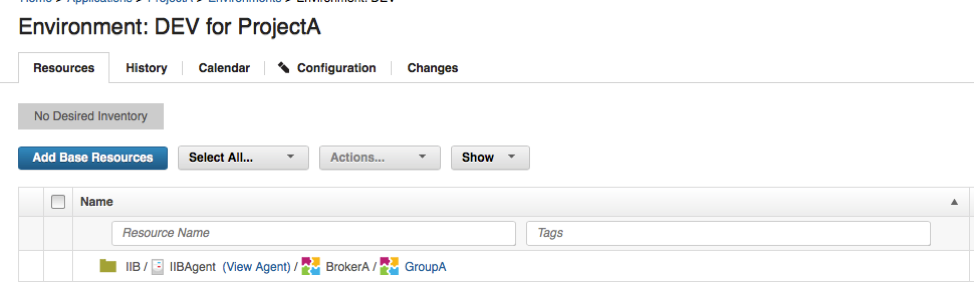 Home > Applications > ProjectA > Environments > Environment: DEV
Environment: DEV for ProjectA
Resources History Calendar Configuration Changes
No Desired Inventory
Add Base Resources Select All... Actions... Show
Name
Resource Name Tags
IIB / IIBAgent (View Agent) / BrokerA / GroupA